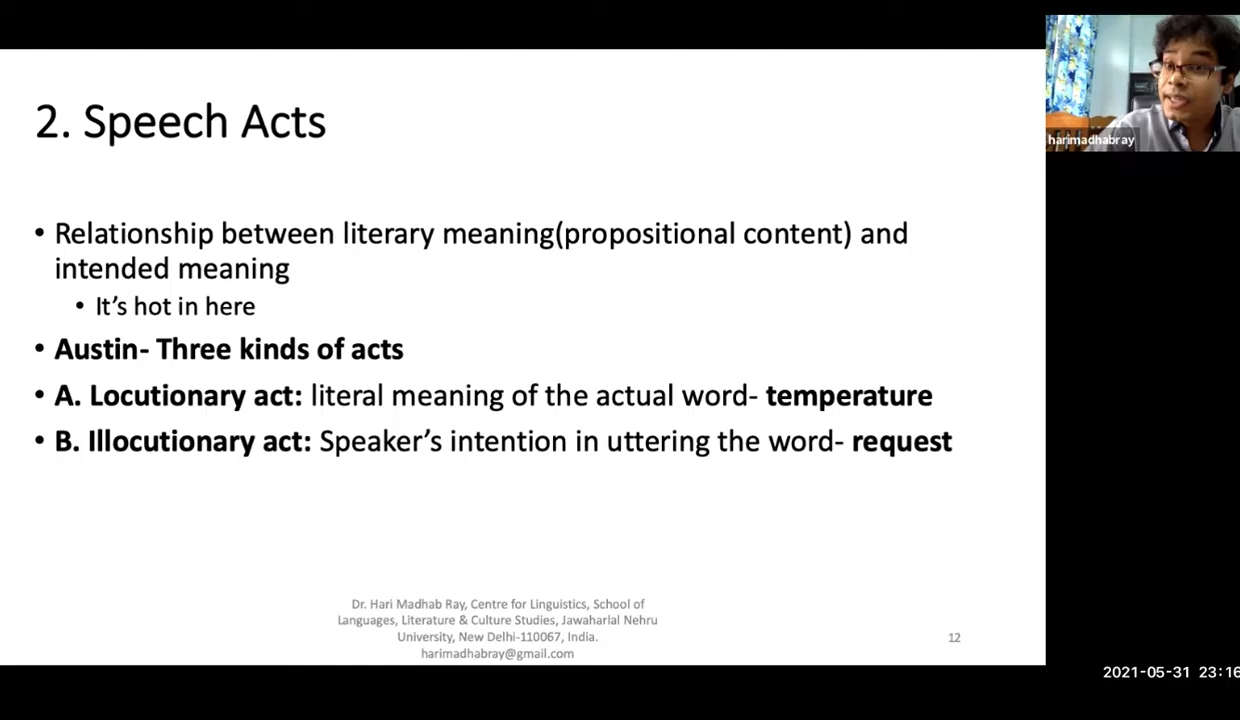 2. Speech Acts
• Relationship between literary meaning(propositional content) and
intended meaning
• It's hot in here
• Austin- Three kinds of acts
• A. Locutionary act: literal meaning of the actual word- temperature
• B. Illocutionary act: Speaker's intention in uttering the word- request
Dr. Hari Madhab Ray, Centre for Linguistics, School of
Languages, Literature & Culture Studies, Jawaharlal Nehru
University, New Delhi-110067, India.
harimadhabray@gmail.com
12
harimadhabray
2021-05-31 23:16